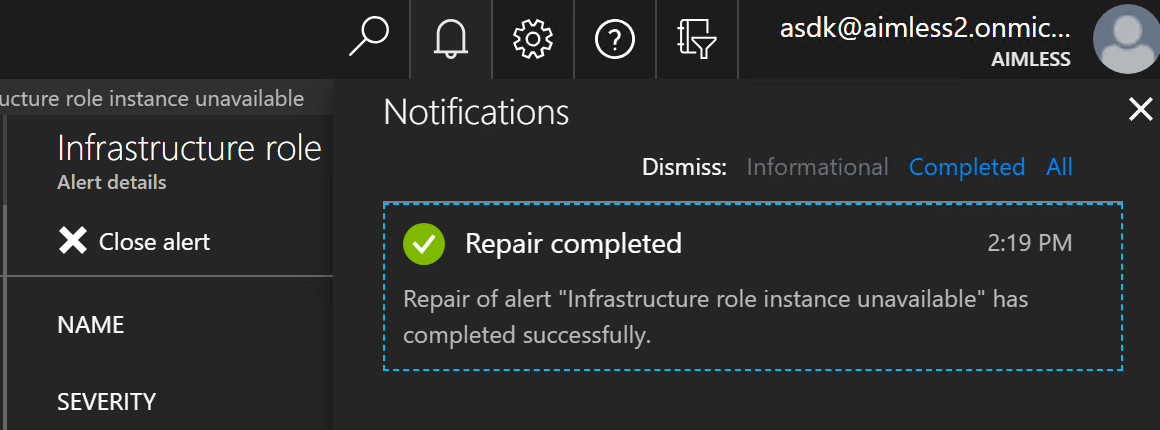 asdk@aimless2.onmic...
AIMLESS
ucture role instance unavailable
Infrastructure role
Alert details
Close alert
NAME
SEVERITY
Notifications
Dismiss: Informational Completed All
Repair completed 2:19 PM
Repair of alert "Infrastructure role instance unavailable" has
completed successfully.